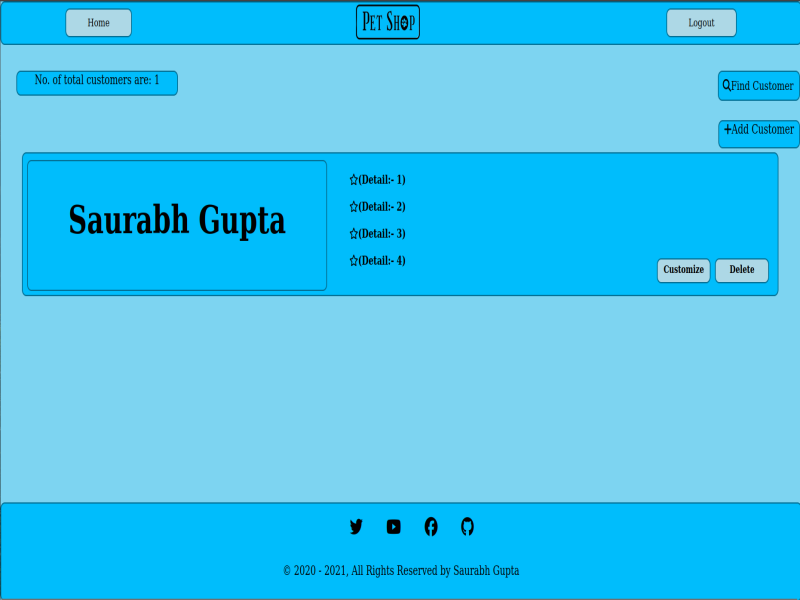 Home
Pet Shop
Logout
No. of total customers are: 1
Find Customer
+Add Customer
Saurabh Gupta
☆(Detail:- 1)
☆(Detail:- 2)
☆(Detail:- 3)
☆(Detail:- 4)
Customize
Delete
© 2020 - 2021, All Rights Reserved by Saurabh Gupta